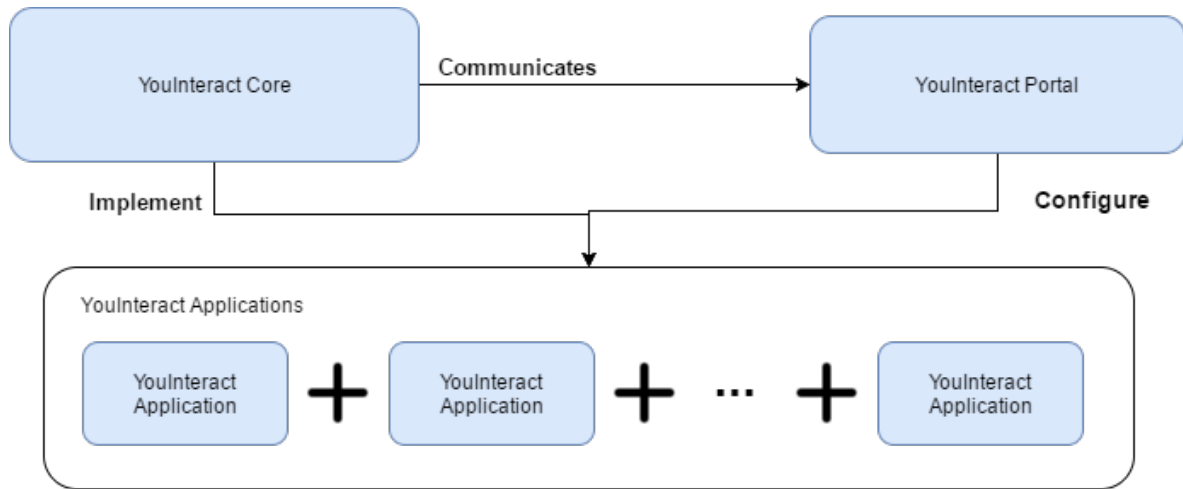 YouInteract Core
Communicates
YouInteract Portal
Implement
Configure
YouInteract Applications
YouInteract
Application
YouInteract
Application
...
YouInteract
Application